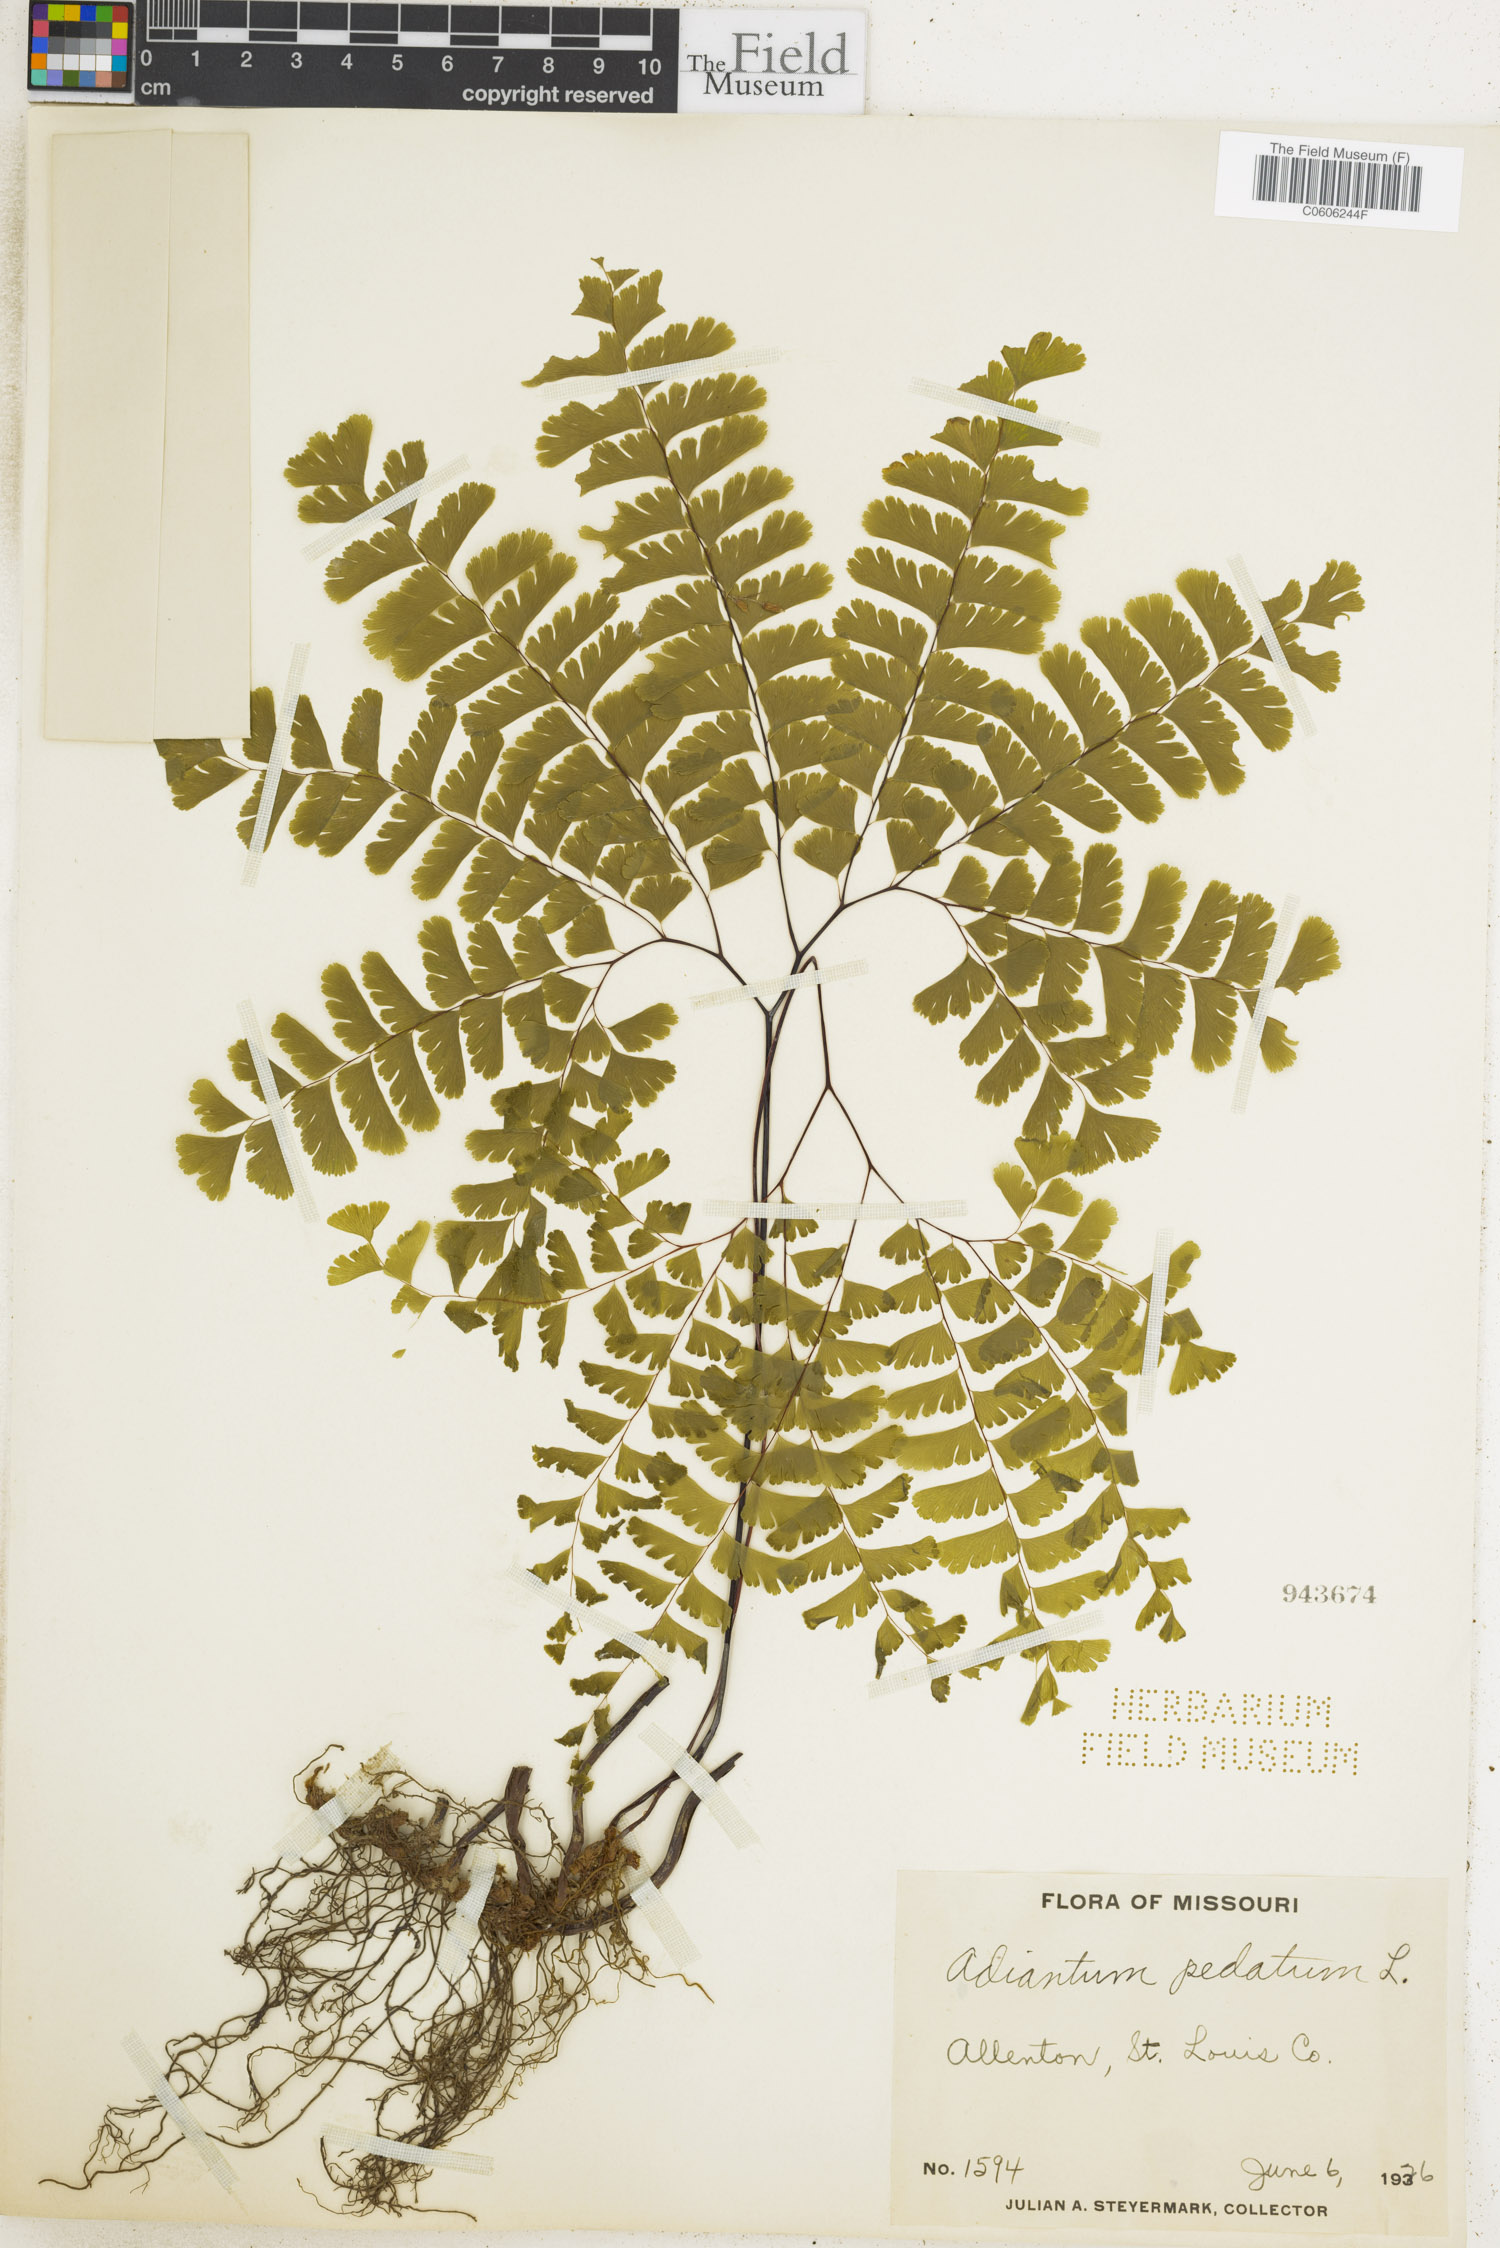 0 1 2 3 4 5 6 7 8 9 10
cm
copyright reserved
The Field
Museum
The Field Museum (F)
C0606244F
943674
HERBARIUM
FIELD MUSEUM
FLORA OF MISSOURI
Adiantum pedatum L.
Allenton, St. Louis Co.
No. 1594 June 6, 1926
JULIAN A. STEYERMARK, COLLECTOR